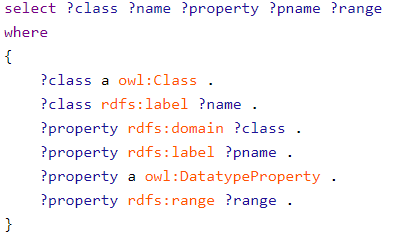 select ?class ?name ?property ?pname ?range
where
{
    ?class a owl:Class .
    ?class rdfs:label ?name .
    ?property rdfs:domain ?class .
    ?property rdfs:label ?pname .
    ?property a owl:DatatypeProperty .
    ?property rdfs:range ?range .
}